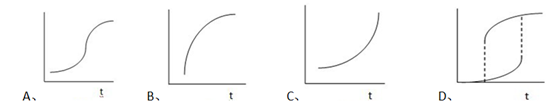 A、 t B、 t C、 t D、 t